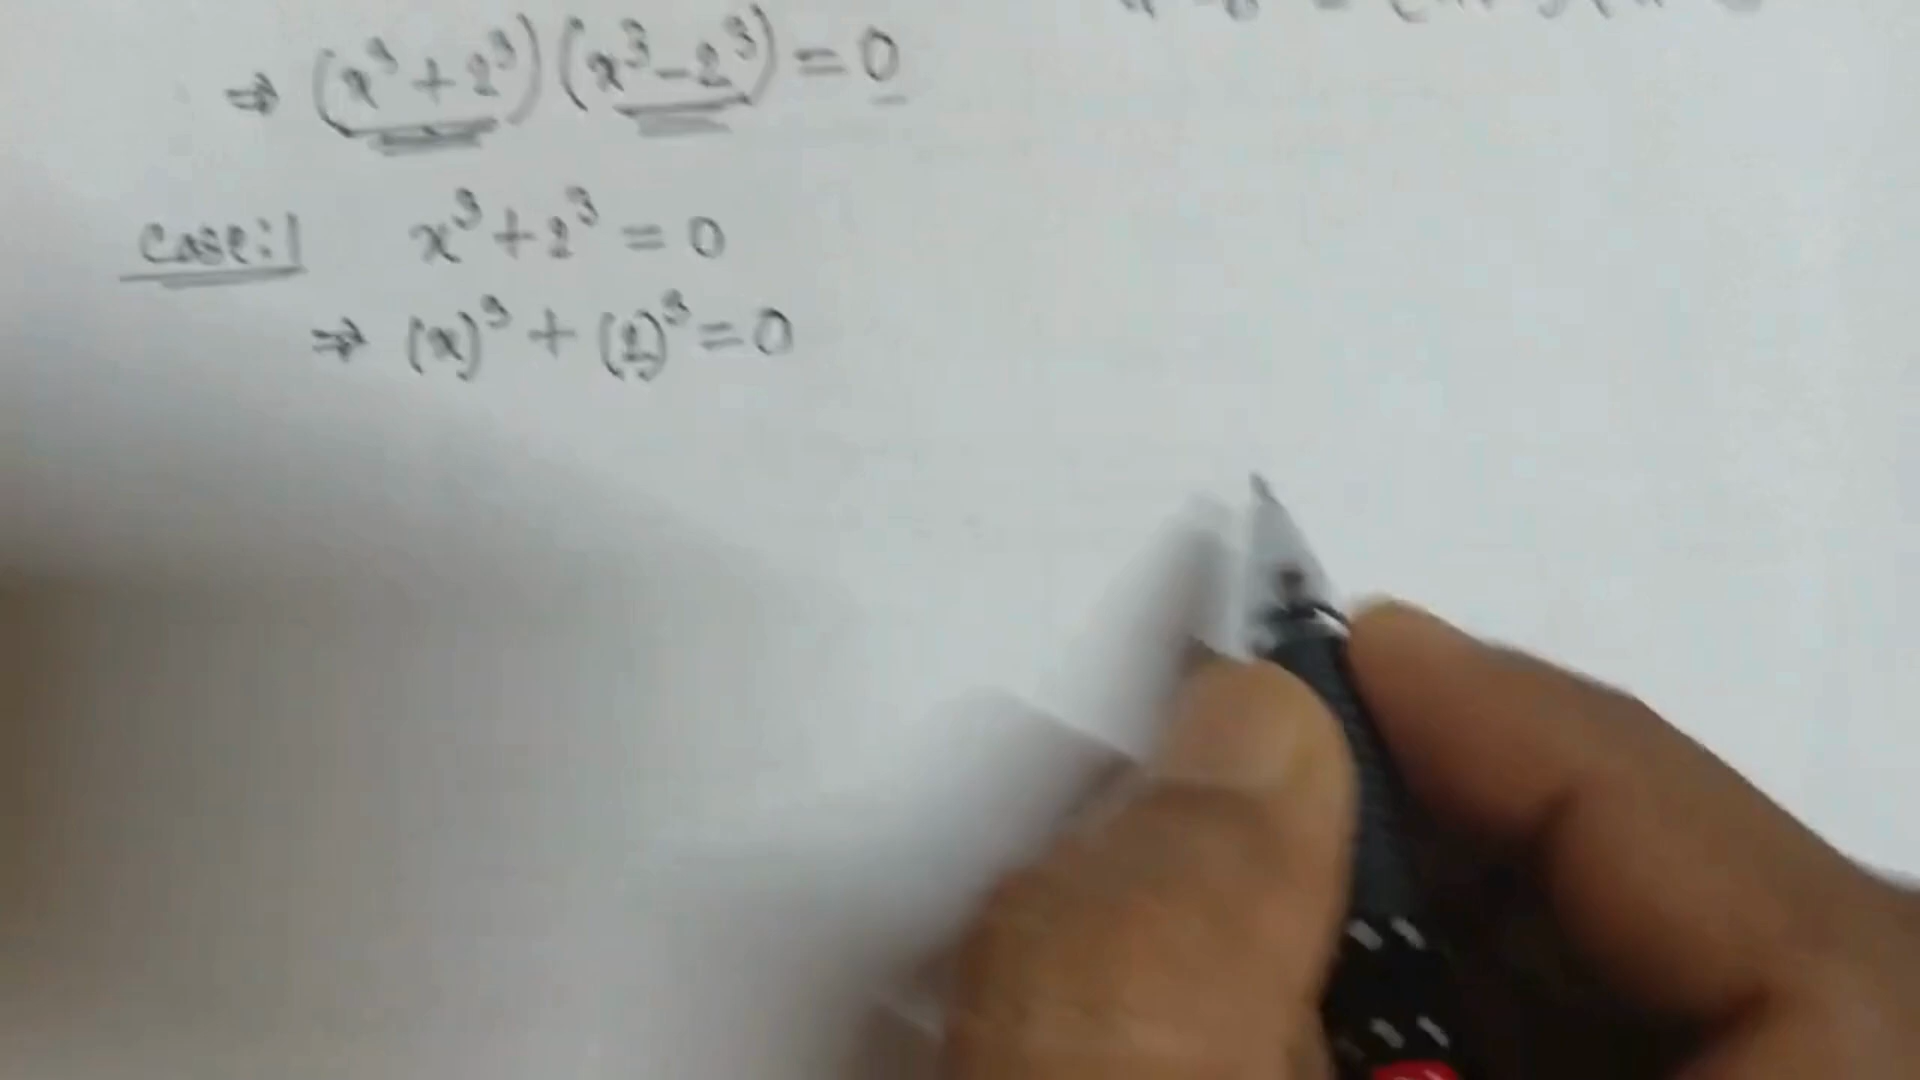 ⇒ (x³ + 2³) (x³ - 2³) = 0
case:1 x³ + 2³ = 0
⇒ (x)³ + (2)³ = 0